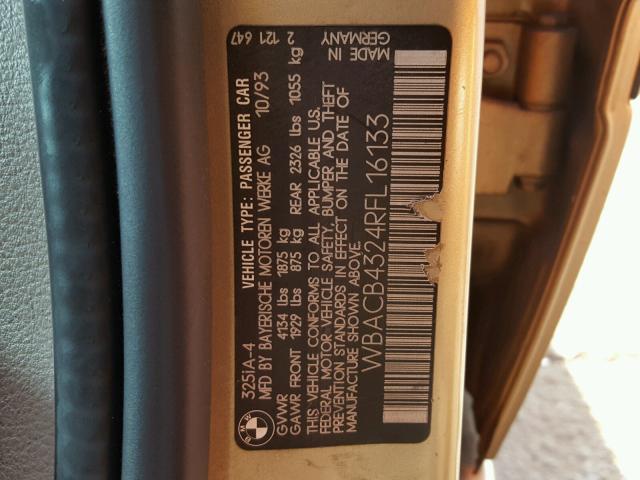 BMW
325iA-4
VEHICLE TYPE: PASSENGER CAR
2 121 647
MFD BY BAYERISCHE MOTOREN WERKE AG 10/93
GVWR 4134 lbs 1875 kg
GAWR FRONT 1929 lbs 875 kg REAR 2326 lbs 1055 kg
THIS VEHICLE CONFORMS TO ALL APPLICABLE U.S.
FEDERAL MOTOR VEHICLE SAFETY, BUMPER AND THEFT
PREVENTION STANDARDS IN EFFECT ON THE DATE OF
MANUFACTURE SHOWN ABOVE.
MADE IN
GERMANY
WBACB4324RFL16133